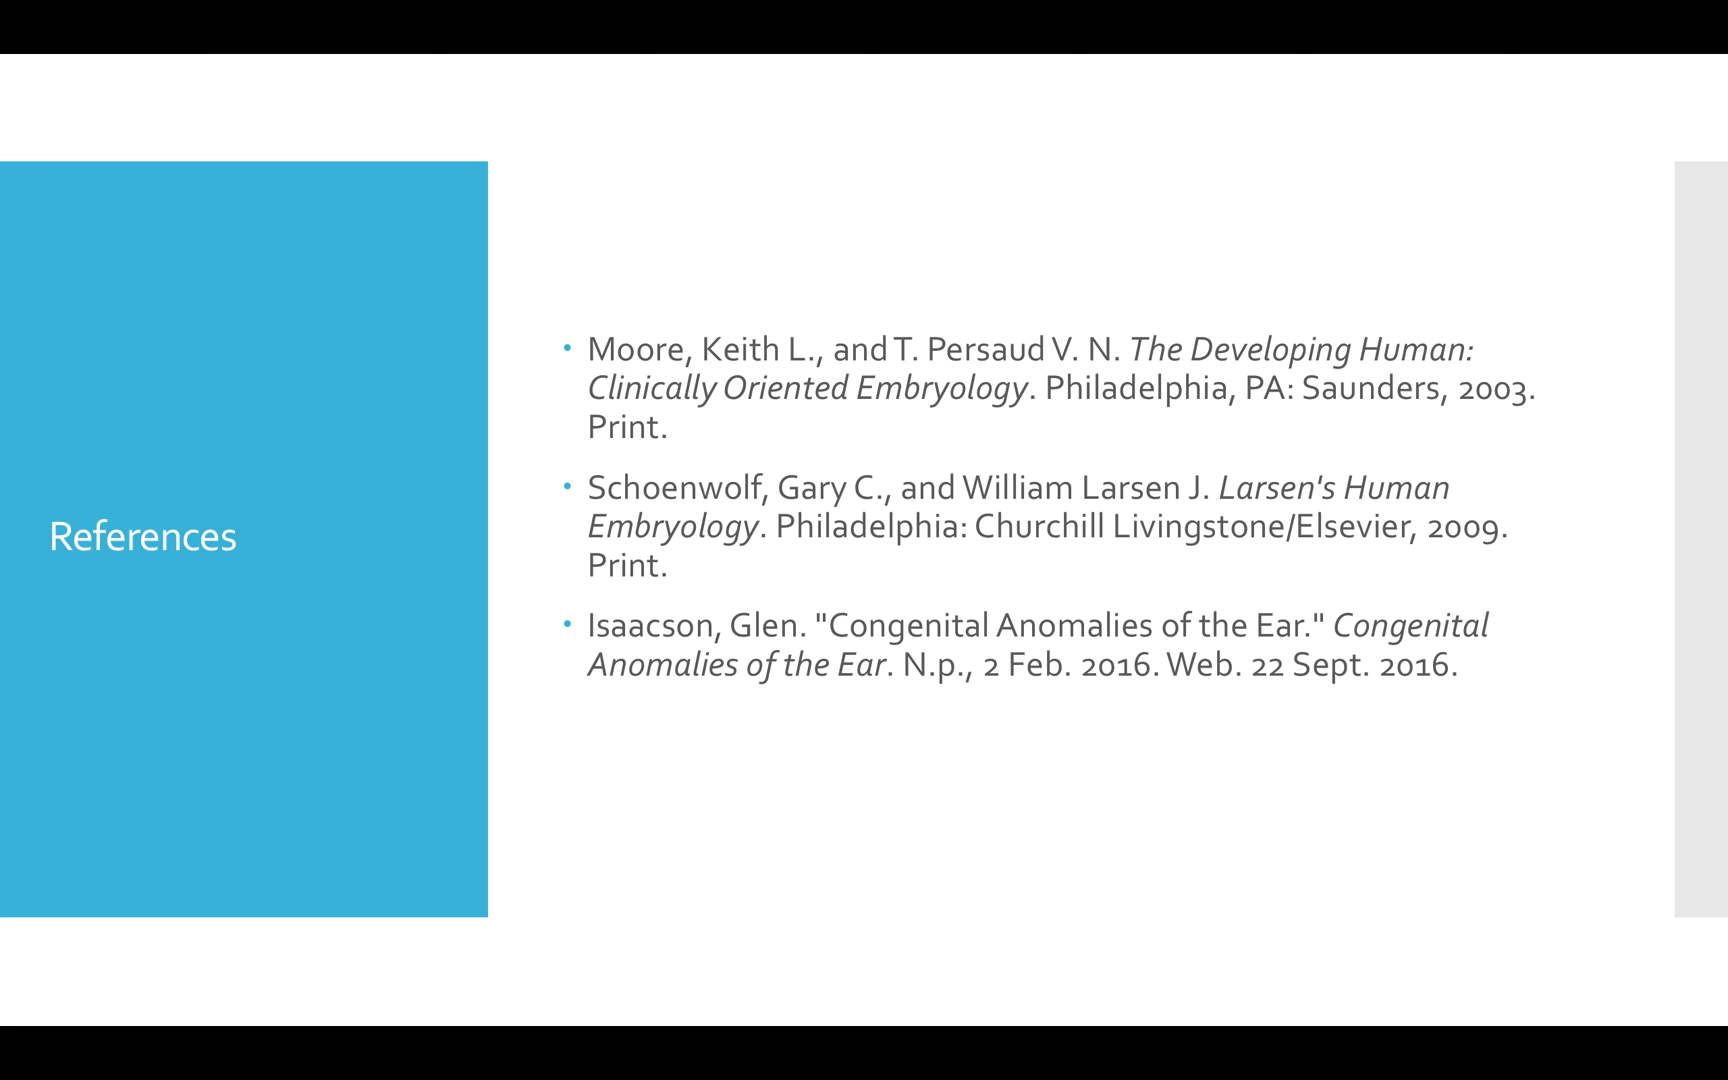 References
Moore, Keith L., and T. Persaud V. N. The Developing Human:
Clinically Oriented Embryology. Philadelphia, PA: Saunders, 2003.
Print.
Schoenwolf, Gary C., and William Larsen J. Larsen's Human
Embryology. Philadelphia: Churchill Livingstone/Elsevier, 2009.
Print.
Isaacson, Glen. "Congenital Anomalies of the Ear." Congenital
Anomalies of the Ear. N.p., 2 Feb. 2016. Web. 22 Sept. 2016.